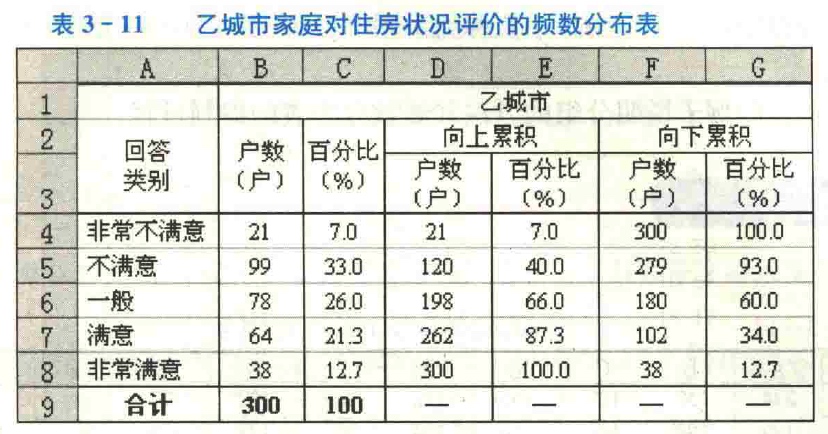 表 3-11 乙城市家庭对住房状况评价的频数分布表
A B C D E F G
1 乙城市
2 回答类别 户数(户) 百分比(%) 向上累积 向下累积
3 户数(户) 百分比(%) 户数(户) 百分比(%)
4 非常不满意 21 7.0 21 7.0 300 100.0
5 不满意 99 33.0 120 40.0 279 93.0
6 一般 78 26.0 198 66.0 180 60.0
7 满意 64 21.3 262 87.3 102 34.0
8 非常满意 38 12.7 300 100.0 38 12.7
9 合计 300 100 — — — —